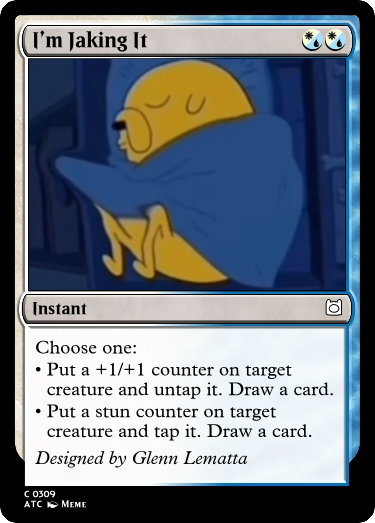 I'm Jaking It
Instant
Choose one:
• Put a +1/+1 counter on target
creature and untap it. Draw a card.
• Put a stun counter on target
creature and tap it. Draw a card.
Designed by Glenn Lematta
C 0309
ATC Meme